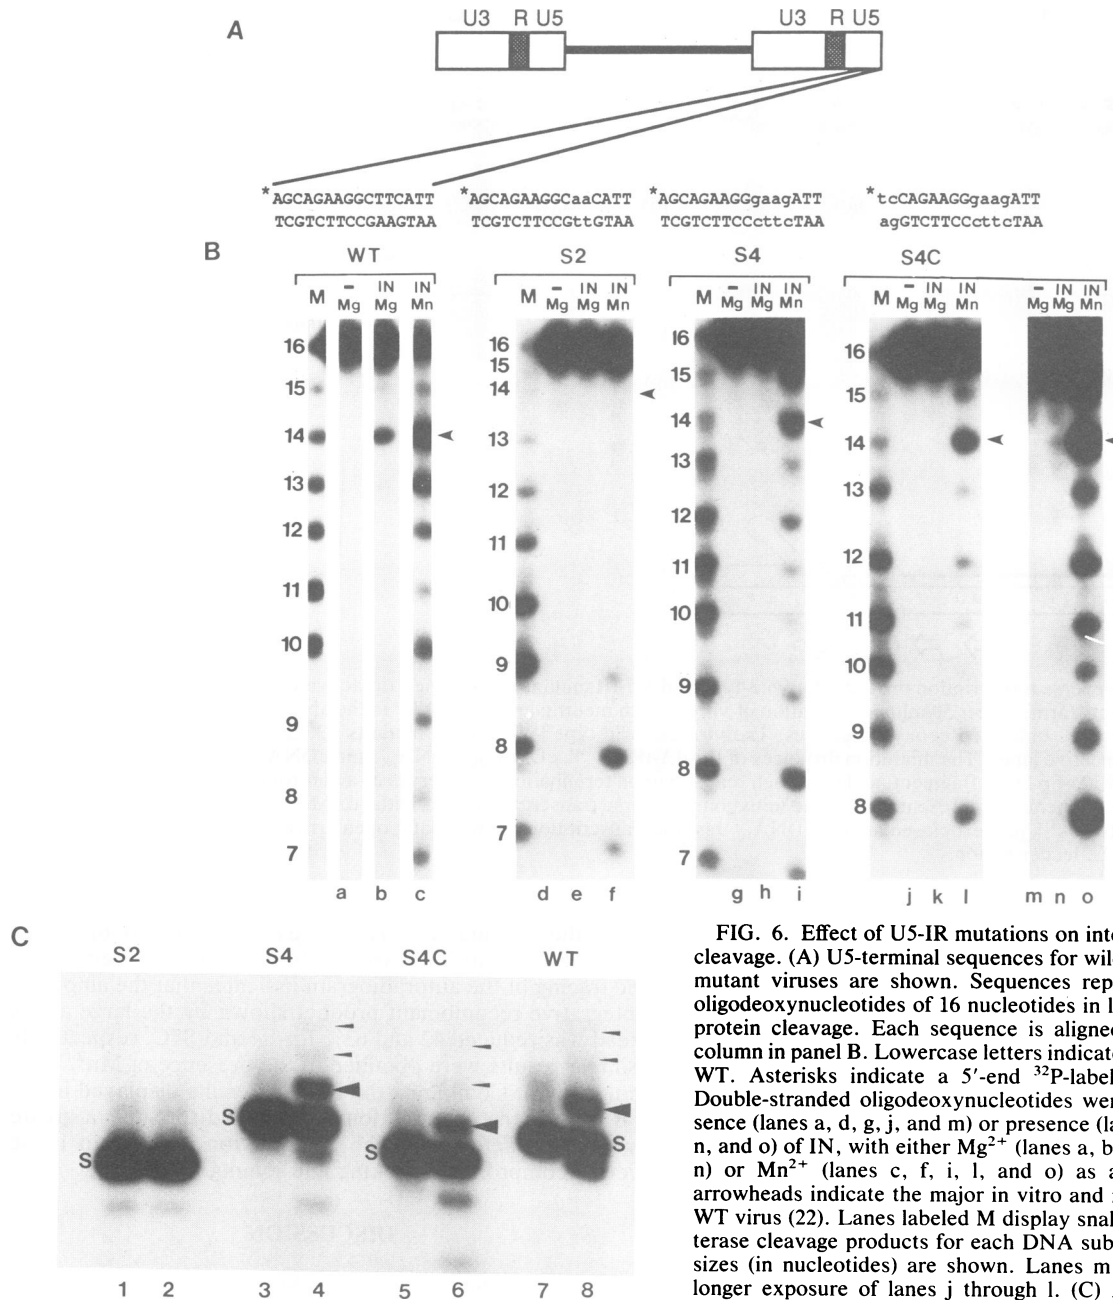 A
U3 R U5 U3 R U5
*AGCAGAAGGCTTCATT *AGCAGAAGGCaaCATT *AGCAGAAGGgaagATT *tcCAGAAGGgaagATT
TCGTCTTCCGAAGTAA TCGTCTTCCGttGTAA TCGTCTTCCcttcTAA agGTCTTCCcttcTAA
B
WT S2 S4 S4C
M – Mg IN Mg IN Mn M – Mg IN Mg IN Mn M – Mg IN Mg IN Mn M – Mg IN Mg IN Mn – Mg IN Mg IN Mn
16 16 16 16
15 15 15 15
14 14 14 14
13 13 13 13
12 12 12 12
11 11 11 11
10 10 10 10
9 9 9 9
8 8 8 8
7 7 7
a b c d e f g h i j k l m n o
C
S2 S4 S4C WT
S S S S
1 2 3 4 5 6 7 8
FIG. 6. Effect of U5-IR mutations on inte
cleavage. (A) U5-terminal sequences for wil
mutant viruses are shown. Sequences rep
oligodeoxynucleotides of 16 nucleotides in l
protein cleavage. Each sequence is aligned
column in panel B. Lowercase letters indicate
WT. Asterisks indicate a 5′-end ³²P-label
Double-stranded oligodeoxynucleotides wer
sence (lanes a, d, g, j, and m) or presence (la
n, and o) of IN, with either Mg²⁺ (lanes a, b
n) or Mn²⁺ (lanes c, f, i, l, and o) as a
arrowheads indicate the major in vitro and
WT virus (22). Lanes labeled M display snal
terase cleavage products for each DNA sub
sizes (in nucleotides) are shown. Lanes m
longer exposure of lanes j through l. (C)